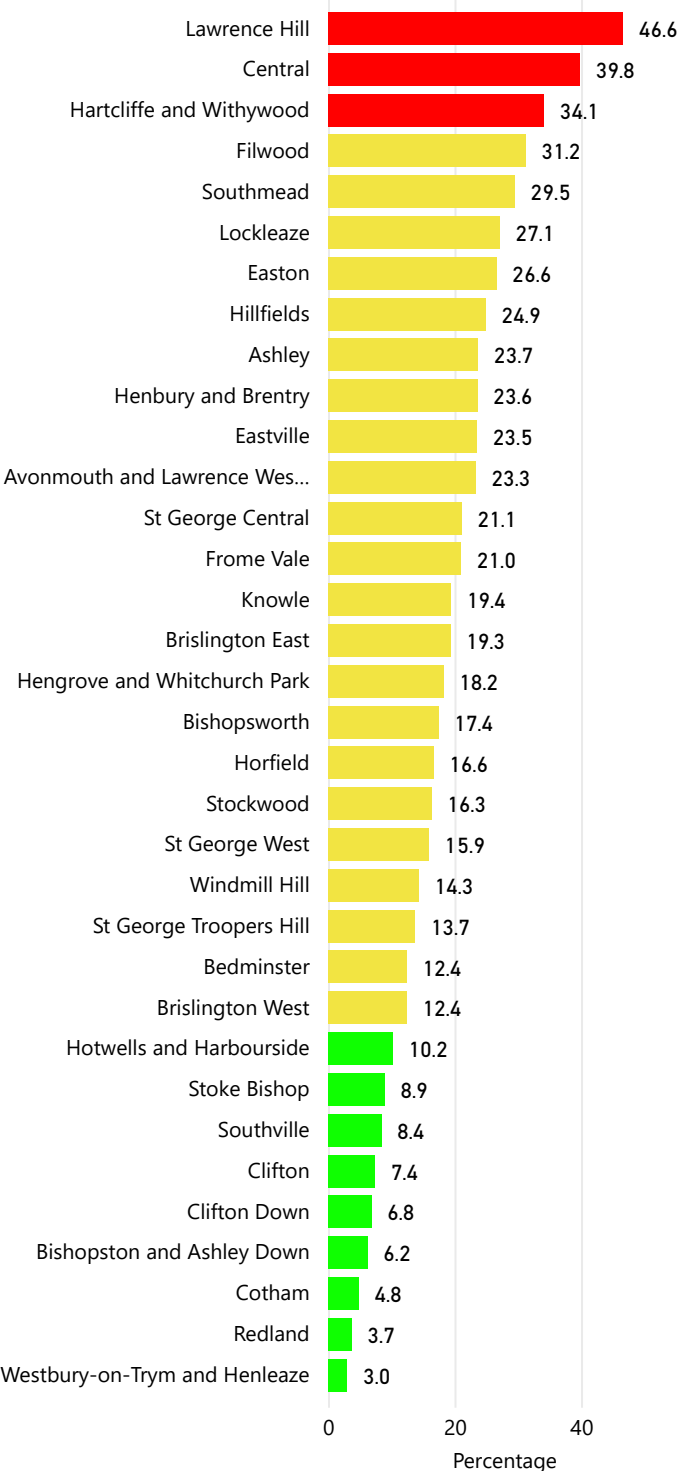 Lawrence Hill 46.6
Central 39.8
Hartcliffe and Withywood 34.1
Filwood 31.2
Southmead 29.5
Lockleaze 27.1
Easton 26.6
Hillfields 24.9
Ashley 23.7
Henbury and Brentry 23.6
Eastville 23.5
Avonmouth and Lawrence Wes... 23.3
St George Central 21.1
Frome Vale 21.0
Knowle 19.4
Brislington East 19.3
Hengrove and Whitchurch Park 18.2
Bishopsworth 17.4
Horfield 16.6
Stockwood 16.3
St George West 15.9
Windmill Hill 14.3
St George Troopers Hill 13.7
Bedminster 12.4
Brislington West 12.4
Hotwells and Harbourside 10.2
Stoke Bishop 8.9
Southville 8.4
Clifton 7.4
Clifton Down 6.8
Bishopston and Ashley Down 6.2
Cotham 4.8
Redland 3.7
Westbury-on-Trym and Henleaze 3.0
0 20 40
Percentage